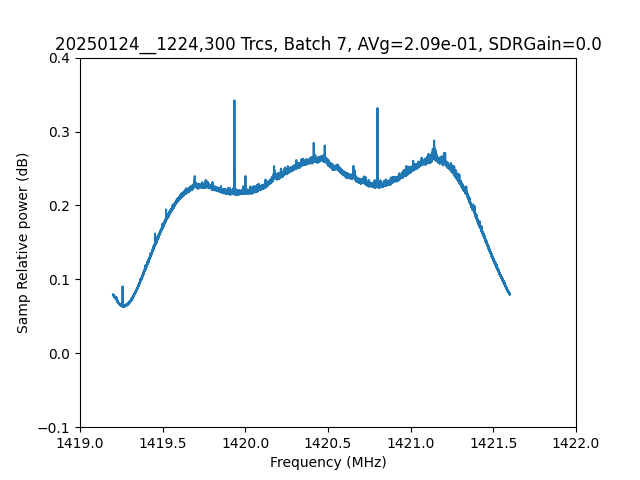 20250124__1224,300 Trcs, Batch 7, AVg=2.09e-01, SDRGain=0.0
0.4
0.3
0.2
0.1
0.0
−0.1
Samp Relative power (dB)
1419.0 1419.5 1420.0 1420.5 1421.0 1421.5 1422.0
Frequency (MHz)